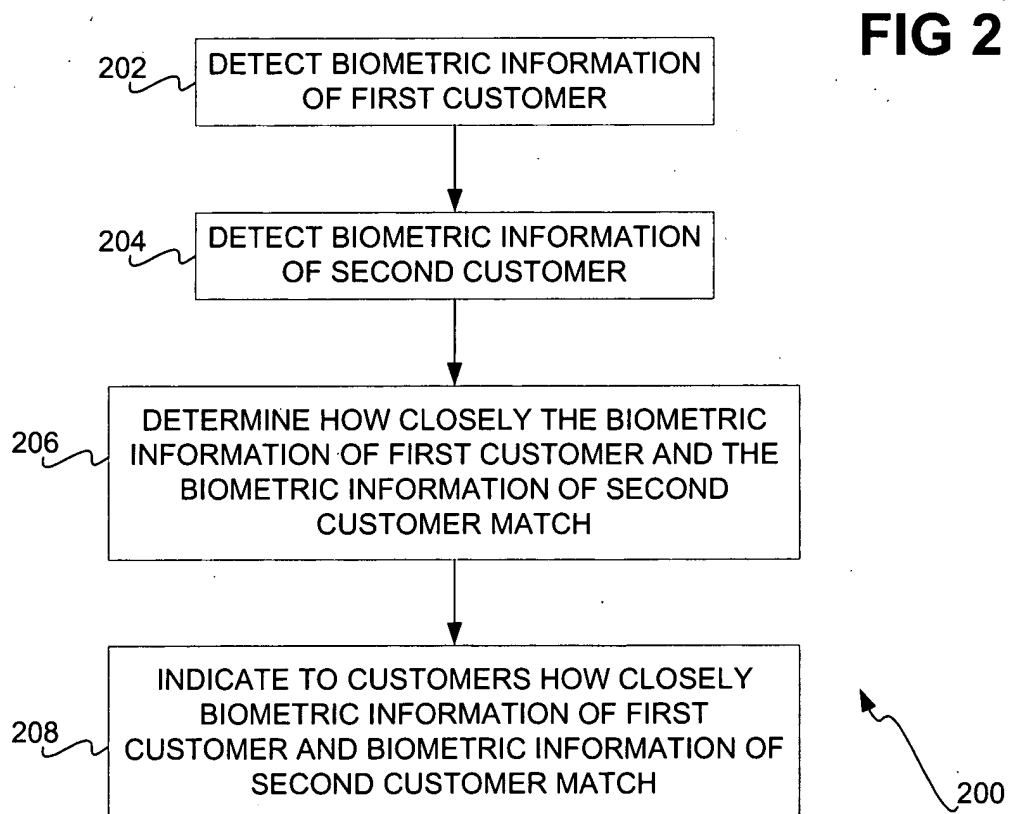 FIG 2
202
DETECT BIOMETRIC INFORMATION
OF FIRST CUSTOMER
204
DETECT BIOMETRIC INFORMATION
OF SECOND CUSTOMER
206
DETERMINE HOW CLOSELY THE BIOMETRIC
INFORMATION OF FIRST CUSTOMER AND THE
BIOMETRIC INFORMATION OF SECOND
CUSTOMER MATCH
208
INDICATE TO CUSTOMERS HOW CLOSELY
BIOMETRIC INFORMATION OF FIRST
CUSTOMER AND BIOMETRIC INFORMATION OF
SECOND CUSTOMER MATCH
200